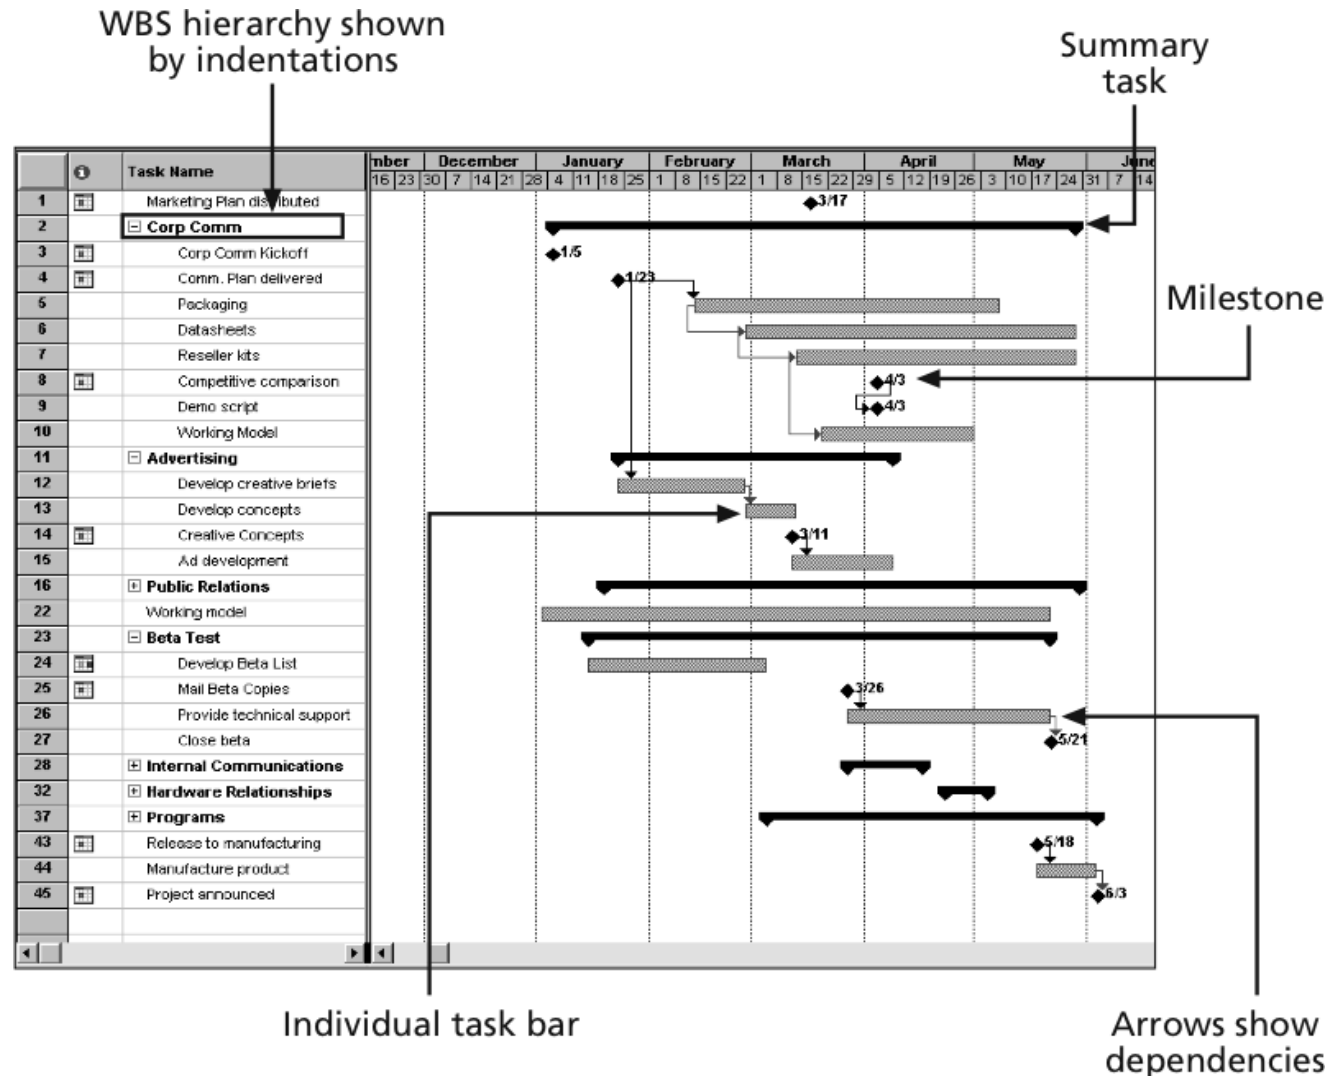 WBS hierarchy shown
by indentations
Summary
task
Task Name
mber December January February March April May June
16 23 30 7 14 21 28 4 11 18 25 1 8 15 22 1 8 15 22 29 5 12 19 26 3 10 17 24 31 7 14
1 Marketing Plan distributed 3/17
2 Corp Comm
3 Corp Comm Kickoff 1/5
4 Comm. Plan delivered 1/23
5 Packaging
Milestone
6 Datasheets
7 Reseller kits
8 Competitive comparison 4/3
9 Demo script 4/3
10 Working Model
11 Advertising
12 Develop creative briefs
13 Develop concepts
14 Creative Concepts 3/11
15 Ad development
16 Public Relations
22 Working model
23 Beta Test
24 Develop Beta List
25 Mail Beta Copies 3/26
26 Provide technical support
27 Close beta 5/21
28 Internal Communications
32 Hardware Relationships
37 Programs
43 Release to manufacturing 5/18
44 Manufacture product
45 Project announced 6/3
Individual task bar
Arrows show
dependencies